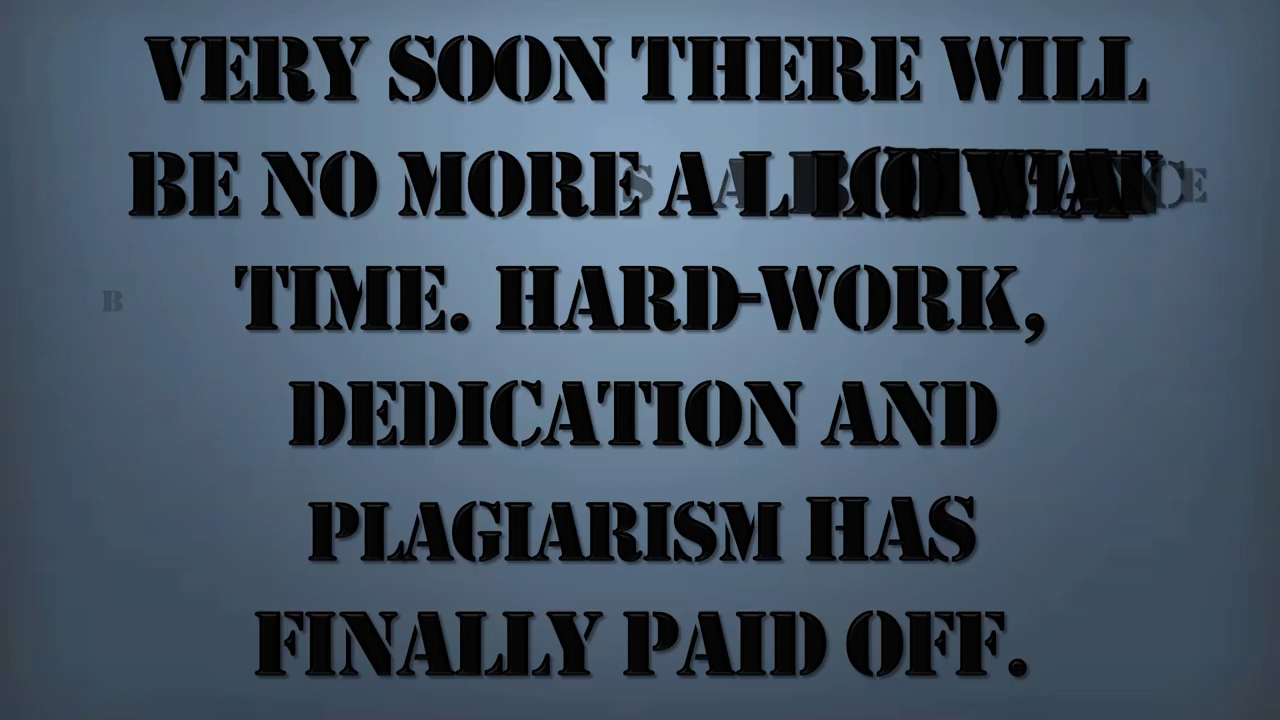 VERY SOON THERE WILL
BE NO MORE
TIME. HARD-WORK,
DEDICATION AND
PLAGIARISM HAS
FINALLY PAID OFF.